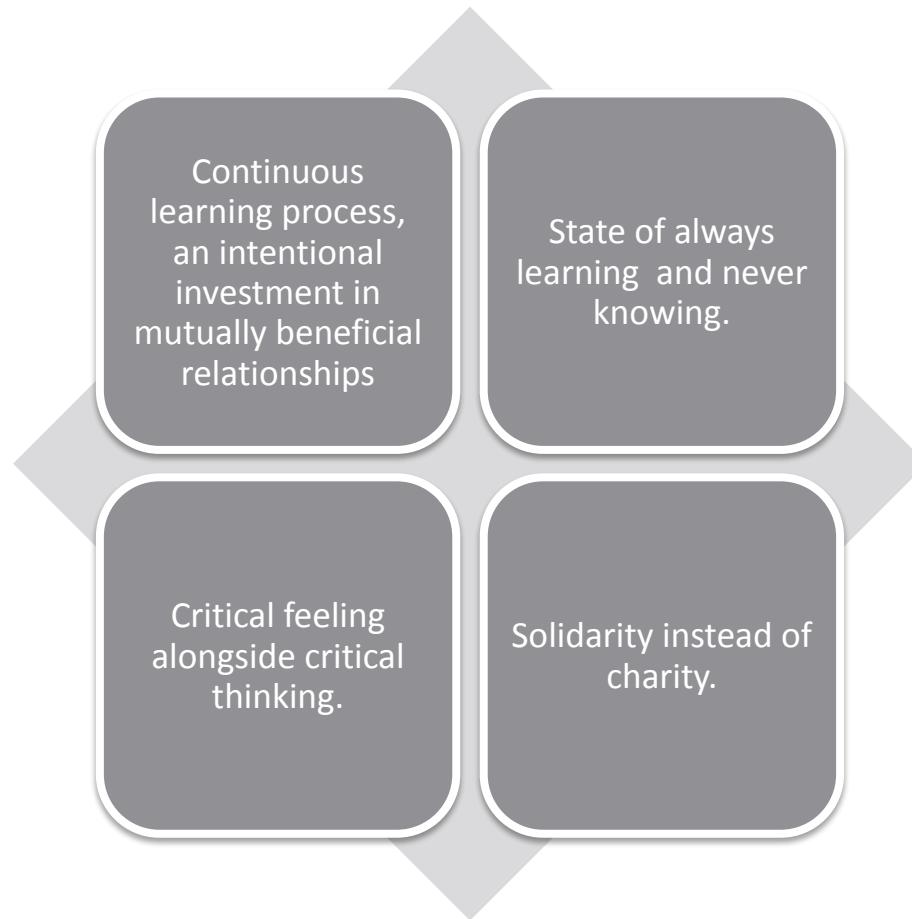 Continuous
learning process,
an intentional
investment in
mutually beneficial
relationships
State of always
learning  and never
knowing.
Critical feeling
alongside critical
thinking.
Solidarity instead of
charity.